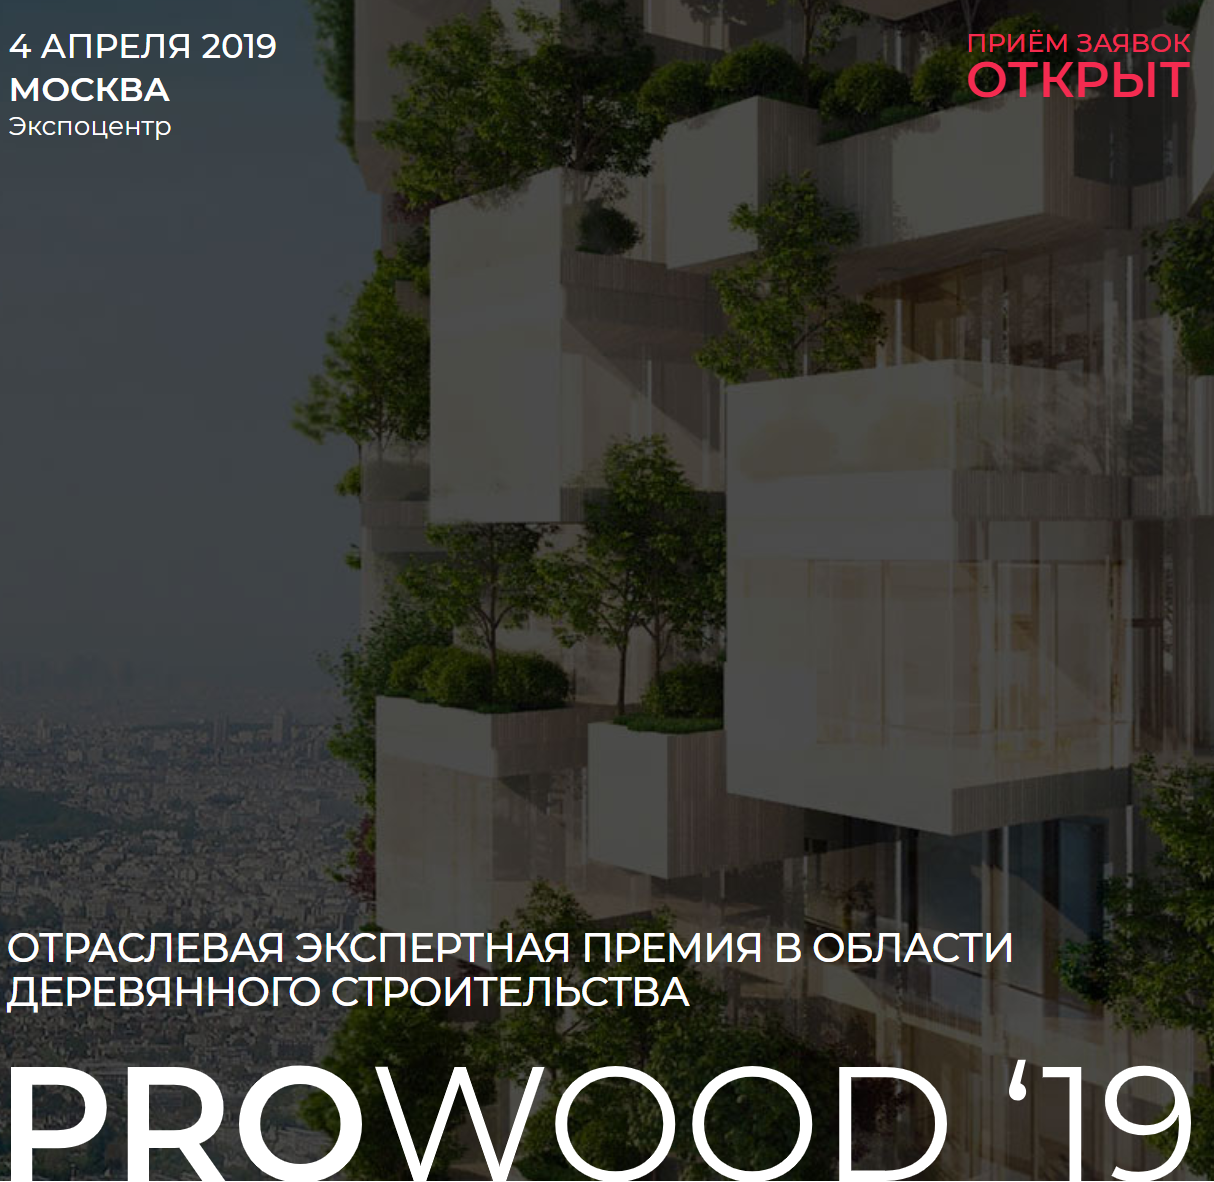 4 АПРЕЛЯ 2019
МОСКВА
Экспоцентр
ПРИЁМ ЗАЯВОК
ОТКРЫТ
ОТРАСЛЕВАЯ ЭКСПЕРТНАЯ ПРЕМИЯ В ОБЛАСТИ
ДЕРЕВЯННОГО СТРОИТЕЛЬСТВА
PROWOOD ‘19